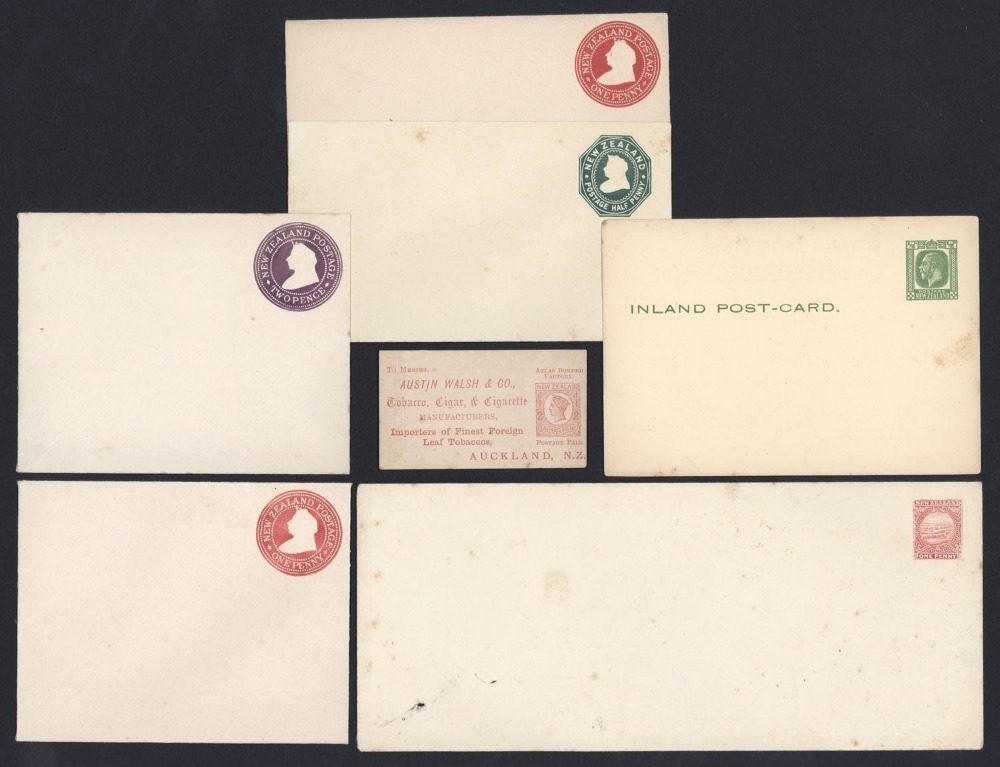 NEW ZEALAND POSTAGE
ONE PENNY
NEW ZEALAND
POSTAGE HALF PENNY
NEW ZEALAND POSTAGE
TWO PENCE
INLAND POST-CARD.
NEW ZEALAND
TO MESSRS.
ATLAS BONDED
FACTORY.
AUSTIN WALSH & CO.,
Tobacco, Cigar, & Cigarette
MANUFACTURERS,
Importers of Finest Foreign
Leaf Tobaccos,
AUCKLAND, N.Z.
NEW ZEALAND
POSTAGE PAID.
NEW ZEALAND POSTAGE
ONE PENNY
NEW ZEALAND
ONE PENNY